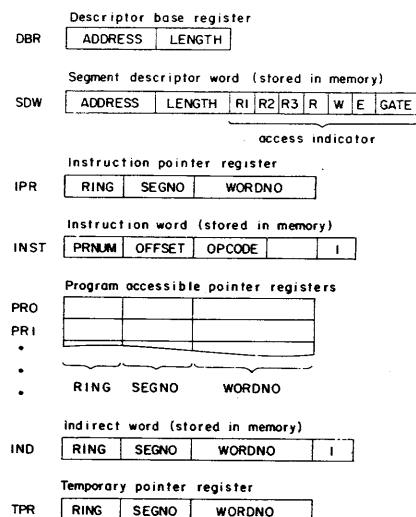 Descriptor base register
DBR ADDRESS LENGTH
Segment descriptor word (stored in memory)
SDW ADDRESS LENGTH R1 R2 R3 R W E GATE
access indicator
Instruction pointer register
IPR RING SEGNO WORDNO
Instruction word (stored in memory)
INST PRNUM OFFSET OPCODE I
Program accessible pointer registers
PR0
PR1
RING SEGNO WORDNO
Indirect word (stored in memory)
IND RING SEGNO WORDNO I
Temporary pointer register
TPR RING SEGNO WORDNO